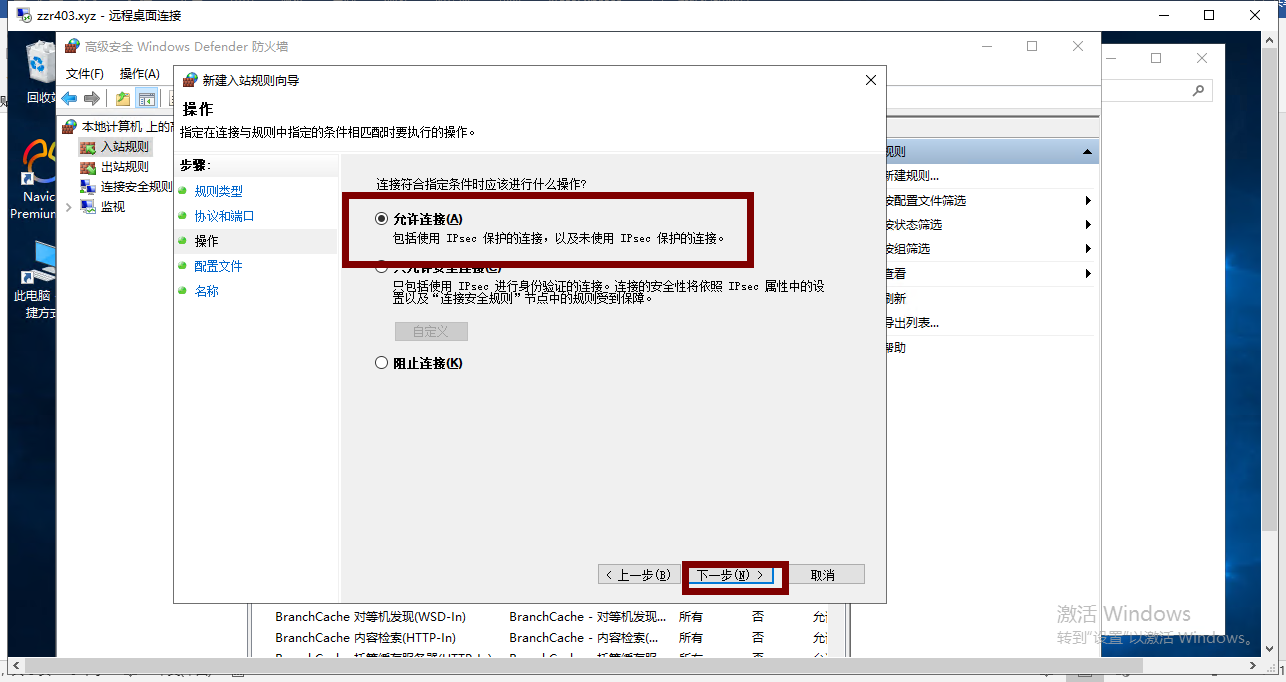 zzr403.xyz - 远程桌面连接
高级安全 Windows Defender 防火墙
文件(F) 操作(A)
回收站
Navic
Premium
此电脑
捷方式
本地计算机 上的高
入站规则
出站规则
连接安全规则
监视
新建入站规则向导
操作
指定在连接与规则中指定的条件相匹配时要执行的操作。
步骤:
规则类型
协议和端口
操作
配置文件
名称
连接符合指定条件时应该进行什么操作?
允许连接(A)
包括使用 IPsec 保护的连接，以及未使用 IPsec 保护的连接。
只允许安全连接(C)
只包括使用 IPsec 进行身份验证的连接。连接的安全性将依照 IPsec 属性中的设
置以及“连接安全规则”节点中的规则受到保障。
自定义
阻止连接(K)
< 上一步(B) 下一步(N) > 取消
规则
新建规则...
按配置文件筛选
按状态筛选
按组筛选
查看
刷新
导出列表...
帮助
BranchCache 对等机发现(WSD-In) BranchCache - 对等机发现... 所有 否 允许
BranchCache 内容检索(HTTP-In) BranchCache - 内容检索(... 所有 否 允许
激活 Windows
转到“设置”以激活 Windows。